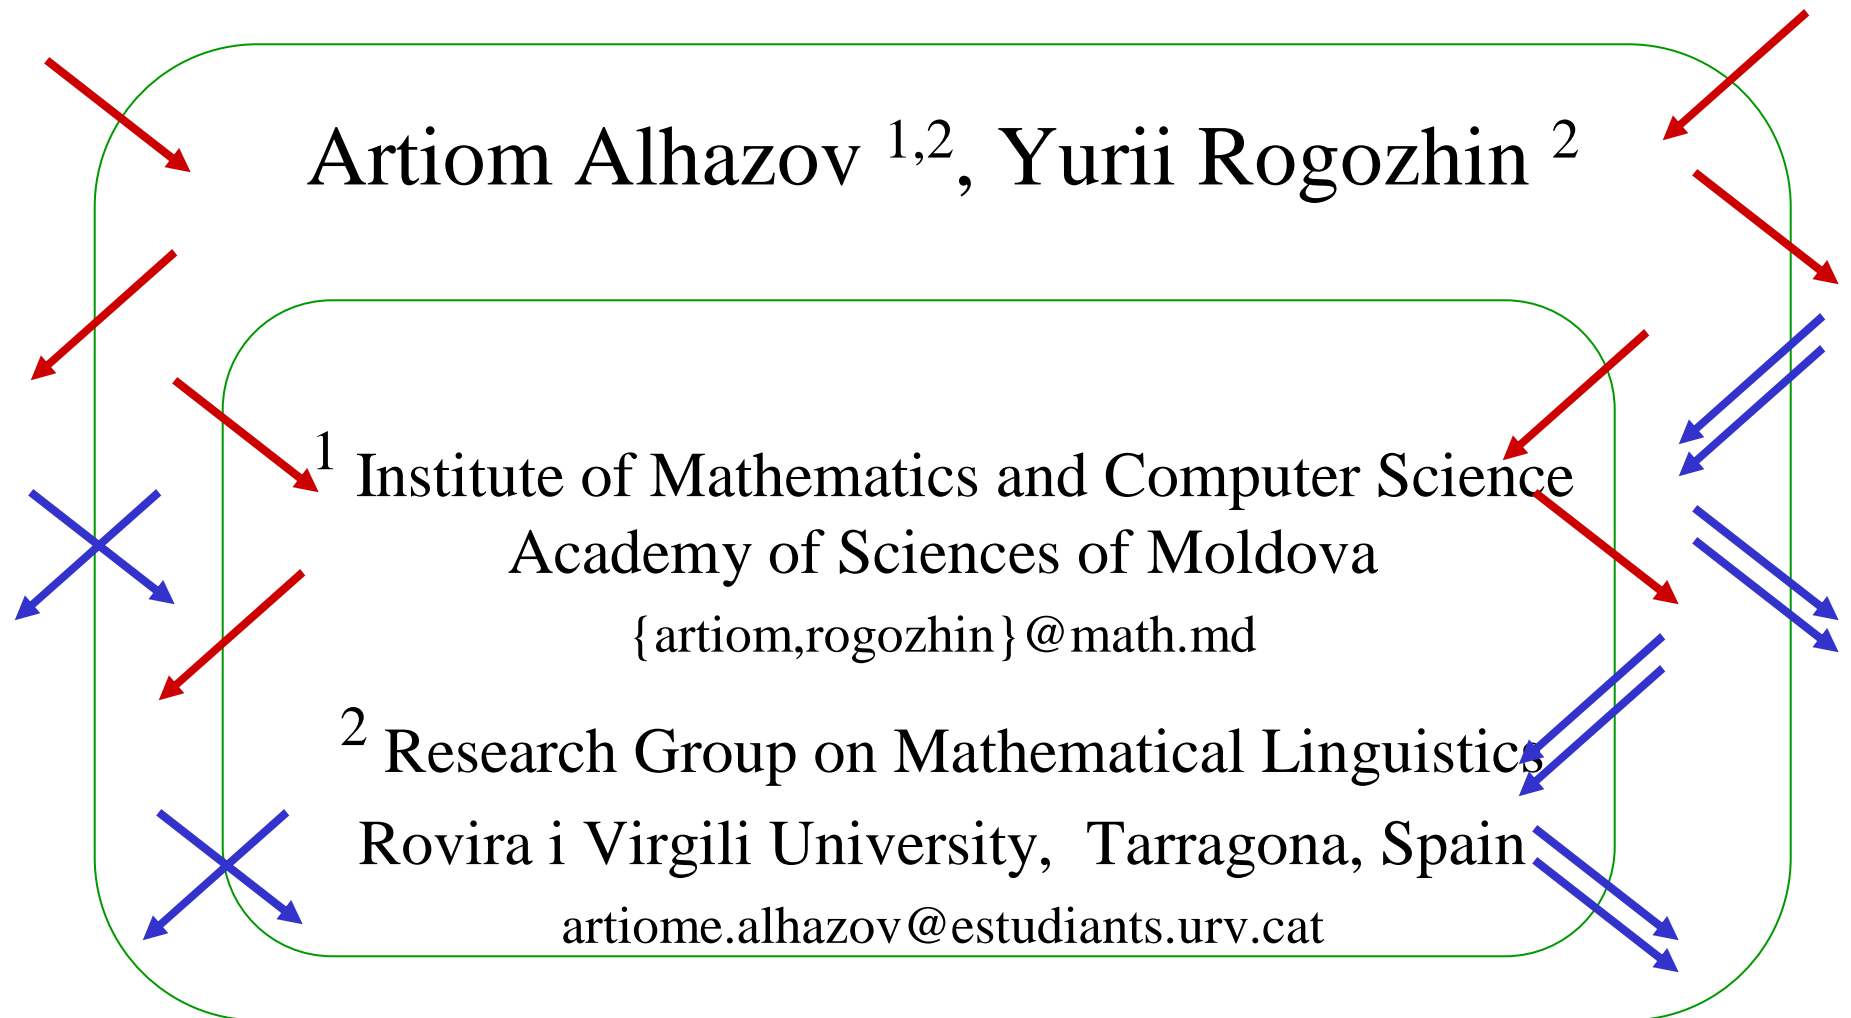 Artiom Alhazov 1,2, Yurii Rogozhin 2
1 Institute of Mathematics and Computer Science
Academy of Sciences of Moldova
{artiom,rogozhin}@math.md
2 Research Group on Mathematical Linguistics
Rovira i Virgili University, Tarragona, Spain
artiome.alhazov@estudiants.urv.cat